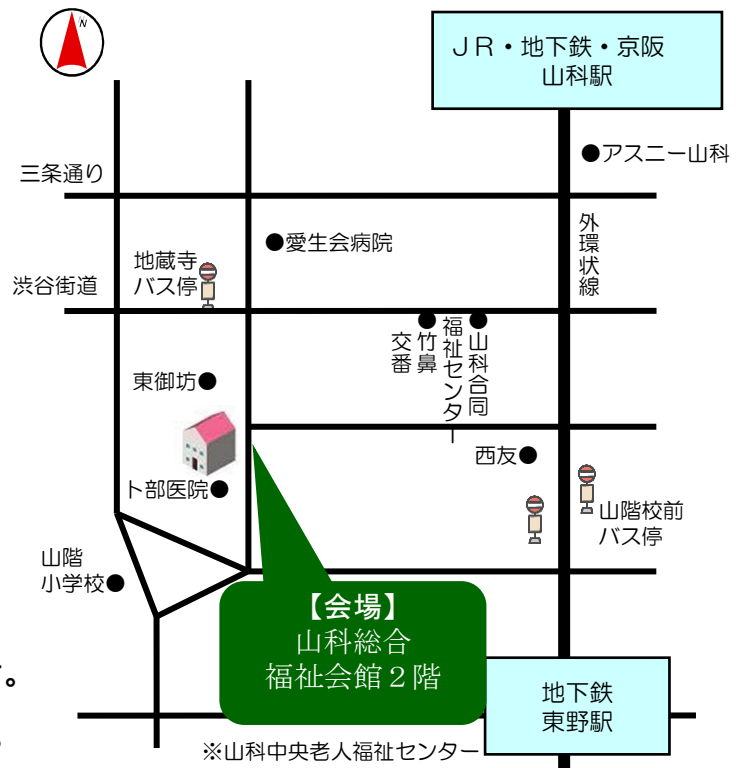 N
JR・地下鉄・京阪
山科駅
●アスニー山科
三条通り
外環状線
●愛生会病院
地蔵寺
バス停
渋谷街道
竹鼻
交番
山科合同
福祉センター
東御坊●
西友●
卜部医院●
山階校前
バス停
山階
小学校●
【会場】
山科総合
福祉会館２階
。
地下鉄
東野駅
※山科中央老人福祉センター